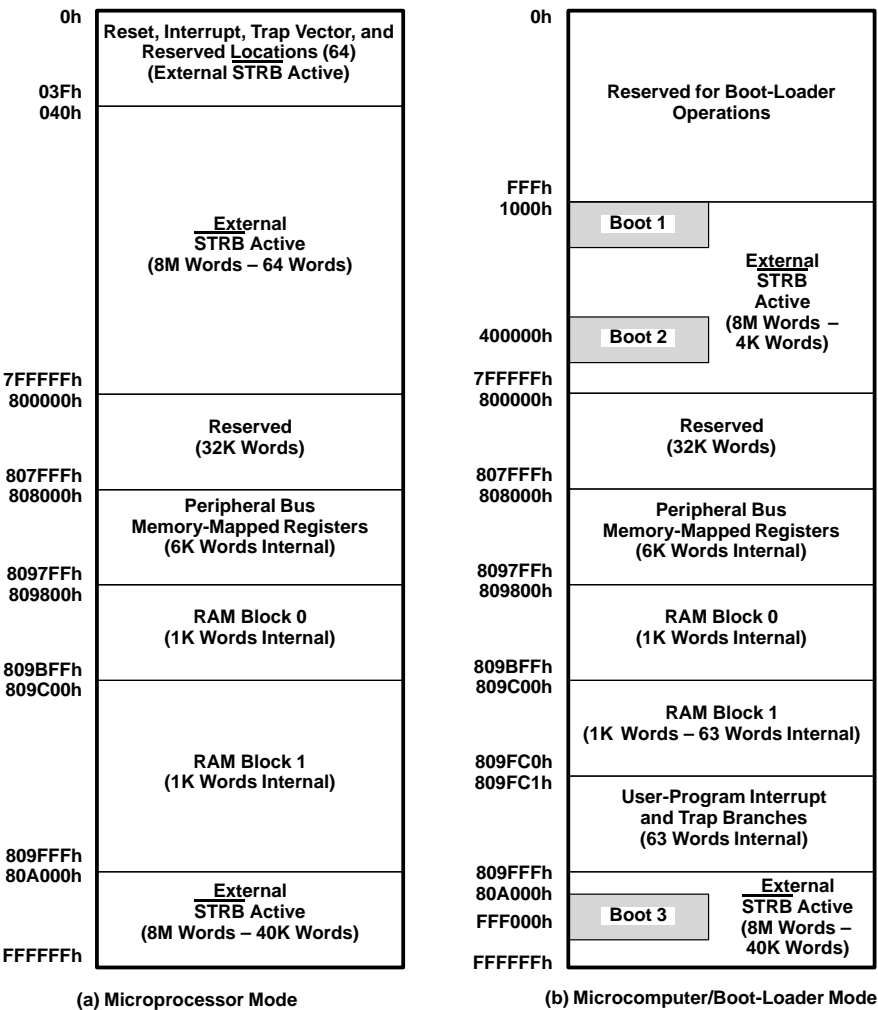 0h
Reset, Interrupt, Trap Vector, and
Reserved Locations (64)
(External STRB Active)
03Fh
040h
External
STRB Active
(8M Words – 64 Words)
7FFFFFh
800000h
Reserved
(32K Words)
807FFFh
808000h
Peripheral Bus
Memory-Mapped Registers
(6K Words Internal)
8097FFh
809800h
RAM Block 0
(1K Words Internal)
809BFFh
809C00h
RAM Block 1
(1K Words Internal)
809FFFh
80A000h
External
STRB Active
(8M Words – 40K Words)
FFFFFFh
(a) Microprocessor Mode
0h
Reserved for Boot-Loader
Operations
FFFh
1000h
Boot 1
External
STRB
Active
(8M Words –
4K Words)
400000h
Boot 2
7FFFFFh
800000h
Reserved
(32K Words)
807FFFh
808000h
Peripheral Bus
Memory-Mapped Registers
(6K Words Internal)
8097FFh
809800h
RAM Block 0
(1K Words Internal)
809BFFh
809C00h
RAM Block 1
(1K Words – 63 Words Internal)
809FC0h
809FC1h
User-Program Interrupt
and Trap Branches
(63 Words Internal)
809FFFh
80A000h
FFF000h
Boot 3
External
STRB Active
(8M Words –
40K Words)
FFFFFFh
(b) Microcomputer/Boot-Loader Mode